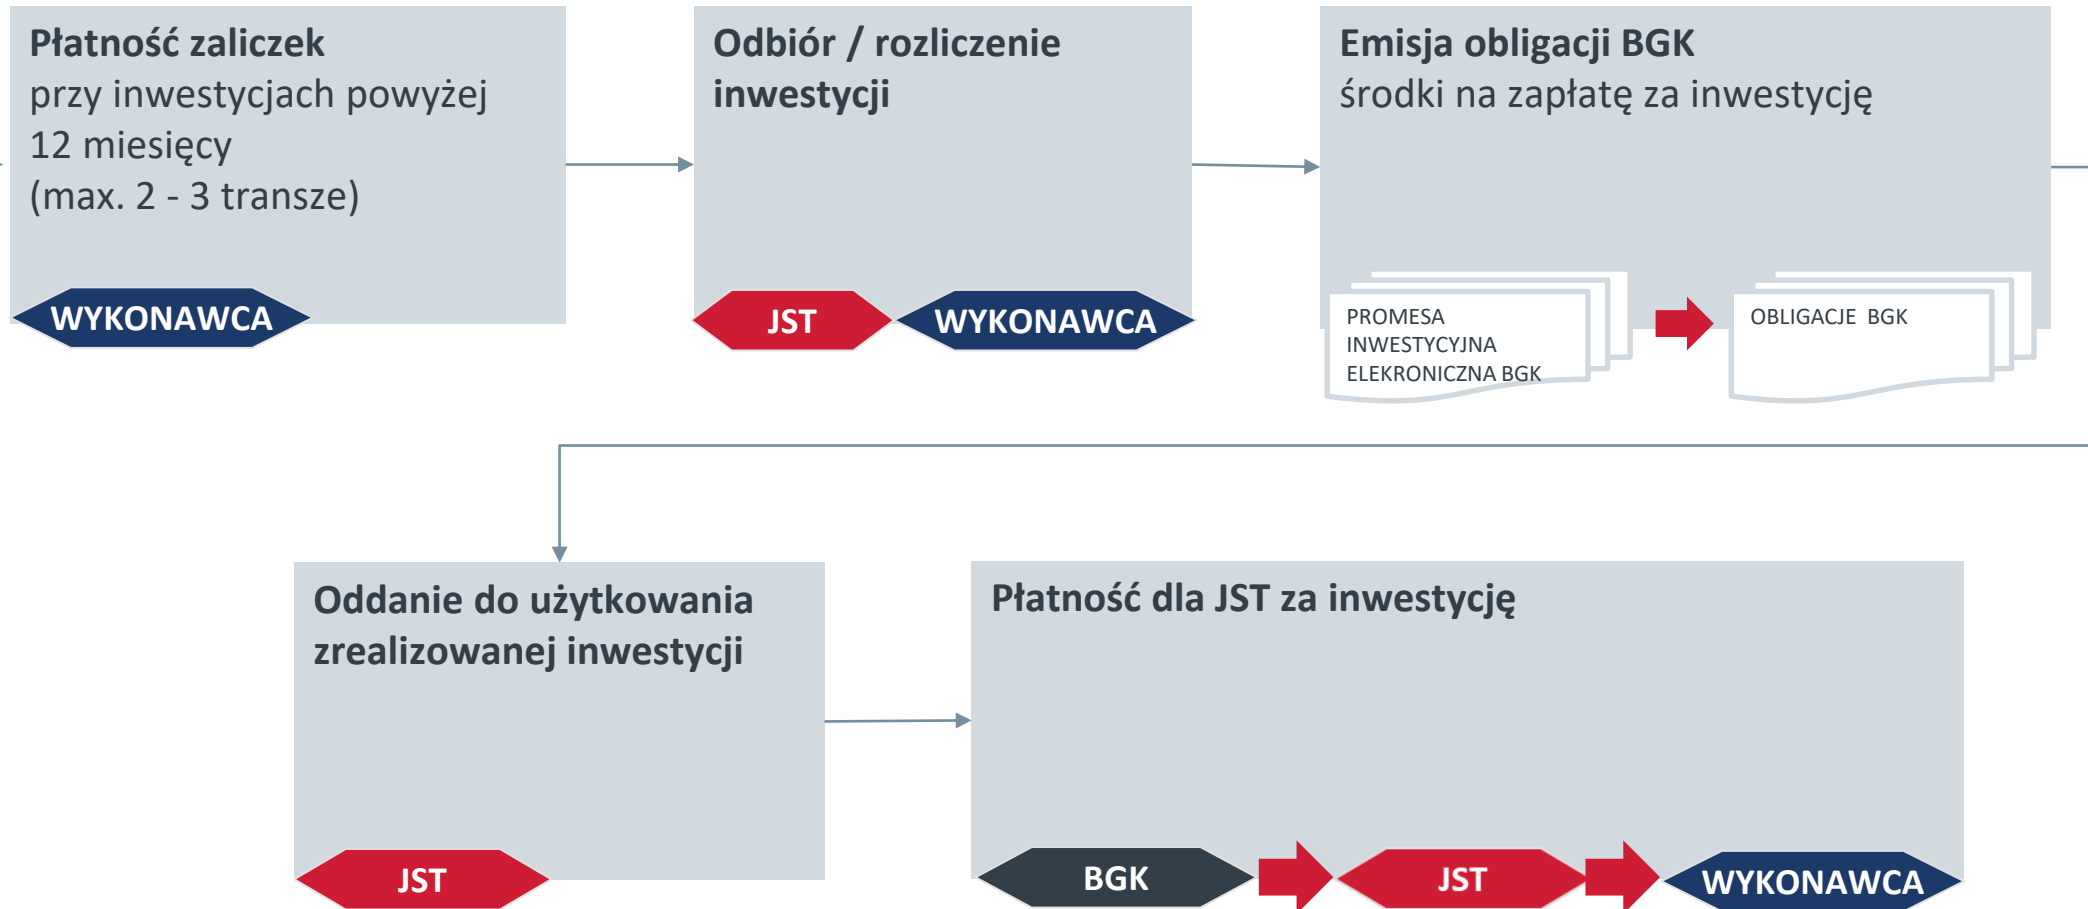 Płatność zaliczek
przy inwestycjach powyżej
12 miesięcy
(max. 2 - 3 transze)
WYKONAWCA
Odbiór / rozliczenie
inwestycji
JST
WYKONAWCA
Emisja obligacji BGK
środki na zapłatę za inwestycję
PROMESA
INWESTYCYJNA
ELEKRONICZNA BGK
OBLIGACJE BGK
Oddanie do użytkowania
zrealizowanej inwestycji
JST
Płatność dla JST za inwestycję
BGK
JST
WYKONAWCA